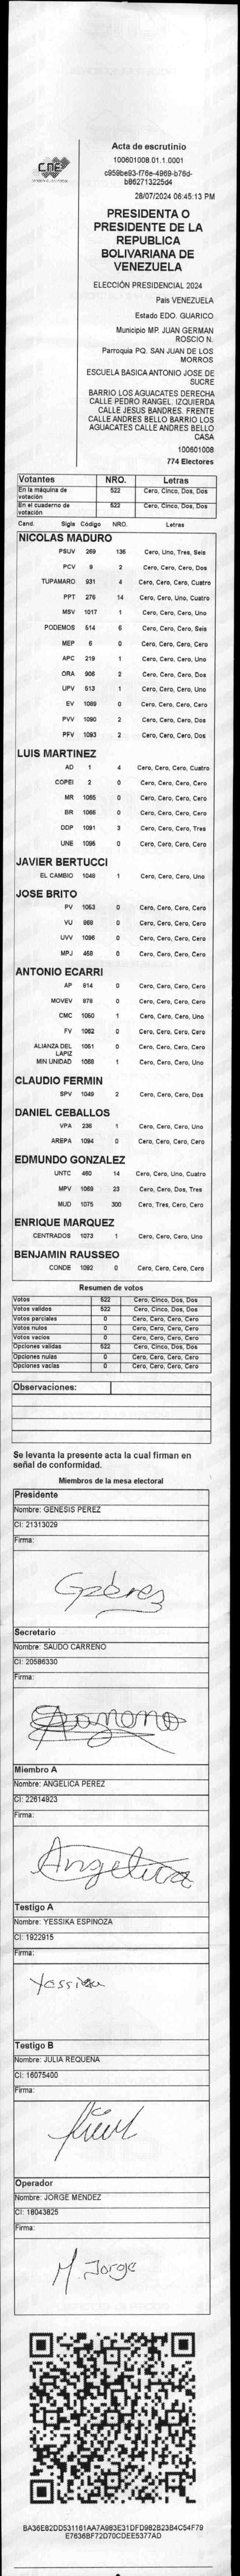 CNE
Acta de escrutinio
100601008.01.1.0001
c959be93-f76e-4969-b76d-
b862713225d4
28/07/2024 06:45:13 PM
PRESIDENTA O
PRESIDENTE DE LA
REPUBLICA
BOLIVARIANA DE
VENEZUELA
ELECCIÓN PRESIDENCIAL 2024
Pais VENEZUELA
Estado EDO. GUARICO
Municipio MP. JUAN GERMAN
ROSCIO N.
Parroquia PQ. SAN JUAN DE LOS
MORROS
ESCUELA BASICA ANTONIO JOSE DE
SUCRE
BARRIO LOS AGUACATES DERECHA
CALLE PEDRO RANGEL. IZQUIERDA
CALLE JESUS BANDRES. FRENTE
CALLE ANDRES BELLO BARRIO LOS
AGUACATES CALLE ANDRES BELLO
CASA
100601008
774 Electores
Votantes NRO. Letras
En la máquina de votación 522 Cero, Cinco, Dos, Dos
En el cuaderno de votación 522 Cero, Cinco, Dos, Dos
Cand. Sigla Código NRO. Letras
NICOLAS MADURO
PSUV 269 136 Cero, Uno, Tres, Seis
PCV 9 2 Cero, Cero, Cero, Dos
TUPAMARO 931 4 Cero, Cero, Cero, Cuatro
PPT 276 14 Cero, Cero, Uno, Cuatro
MSV 1017 1 Cero, Cero, Cero, Uno
PODEMOS 514 6 Cero, Cero, Cero, Seis
MEP 6 0 Cero, Cero, Cero, Cero
APC 219 1 Cero, Cero, Cero, Uno
ORA 906 2 Cero, Cero, Cero, Dos
UPV 513 1 Cero, Cero, Cero, Uno
EV 1089 0 Cero, Cero, Cero, Cero
PVV 1090 2 Cero, Cero, Cero, Dos
PFV 1093 2 Cero, Cero, Cero, Dos
LUIS MARTINEZ
AD 1 4 Cero, Cero, Cero, Cuatro
COPEI 2 0 Cero, Cero, Cero, Cero
MR 1065 0 Cero, Cero, Cero, Cero
BR 1066 0 Cero, Cero, Cero, Cero
DDP 1091 3 Cero, Cero, Cero, Tres
UNE 1095 0 Cero, Cero, Cero, Cero
JAVIER BERTUCCI
EL CAMBIO 1046 1 Cero, Cero, Cero, Uno
JOSE BRITO
PV 1053 0 Cero, Cero, Cero, Cero
VU 968 0 Cero, Cero, Cero, Cero
UVV 1096 0 Cero, Cero, Cero, Cero
MPJ 458 0 Cero, Cero, Cero, Cero
ANTONIO ECARRI
AP 914 0 Cero, Cero, Cero, Cero
MOVEV 978 0 Cero, Cero, Cero, Cero
CMC 1050 1 Cero, Cero, Cero, Uno
FV 1052 0 Cero, Cero, Cero, Cero
ALIANZA DEL LAPIZ 1051 0 Cero, Cero, Cero, Cero
MIN UNIDAD 1068 1 Cero, Cero, Cero, Uno
CLAUDIO FERMIN
SPV 1049 2 Cero, Cero, Cero, Dos
DANIEL CEBALLOS
VPA 236 1 Cero, Cero, Cero, Uno
AREPA 1094 0 Cero, Cero, Cero, Cero
EDMUNDO GONZALEZ
UNTC 460 14 Cero, Cero, Uno, Cuatro
MPV 1069 23 Cero, Cero, Dos, Tres
MUD 1075 300 Cero, Tres, Cero, Cero
ENRIQUE MARQUEZ
CENTRADOS 1073 1 Cero, Cero, Cero, Uno
BENJAMIN RAUSSEO
CONDE 1092 0 Cero, Cero, Cero, Cero
Resumen de votos
Votos 522 Cero, Cinco, Dos, Dos
Votos validos 522 Cero, Cinco, Dos, Dos
Votos parciales 0 Cero, Cero, Cero, Cero
Votos nulos 0 Cero, Cero, Cero, Cero
Votos vacios 0 Cero, Cero, Cero, Cero
Opciones validas 522 Cero, Cinco, Dos, Dos
Opciones nulas 0 Cero, Cero, Cero, Cero
Opciones vacias 0 Cero, Cero, Cero, Cero
Observaciones:
Se levanta la presente acta la cual firman en
señal de conformidad.
Miembros de la mesa electoral
Presidente
Nombre: GENESIS PEREZ
CI: 21313029
Firma:
Secretario
Nombre: SAUDO CARREÑO
CI: 20586330
Firma:
Miembro A
Nombre: ANGELICA PEREZ
CI: 22614923
Firma:
Angelica
Testigo A
Nombre: YESSIKA ESPINOZA
CI: 1922915
Firma:
Yessika
Testigo B
Nombre: JULIA REQUENA
CI: 16075400
Firma:
Operador
Nombre: JORGE MENDEZ
CI: 18043825
Firma:
M. Jorge
BA36E82DD531161AA7A983E31DFD982B23B4C54F79
E7636BF72D70CDEE5377AD